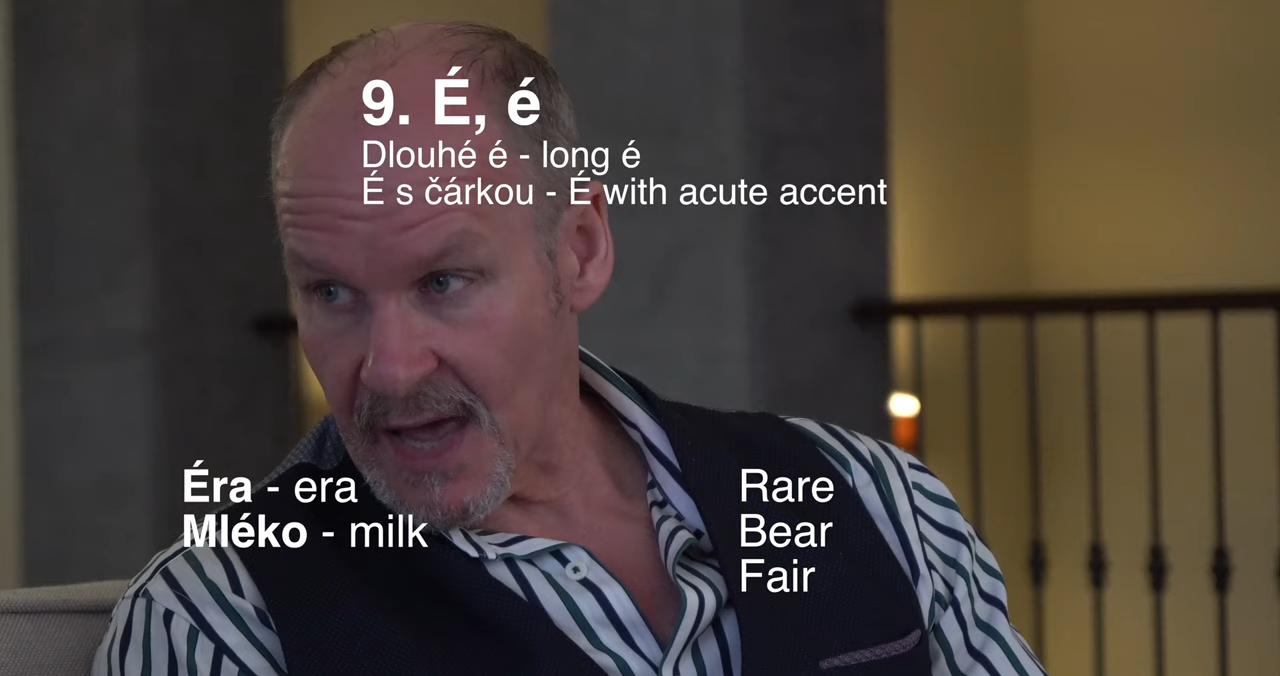 9. É, é
Dlouhé é - long é
É s čárkou - É with acute accent
Éra - era
Mléko - milk
Rare
Bear
Fair